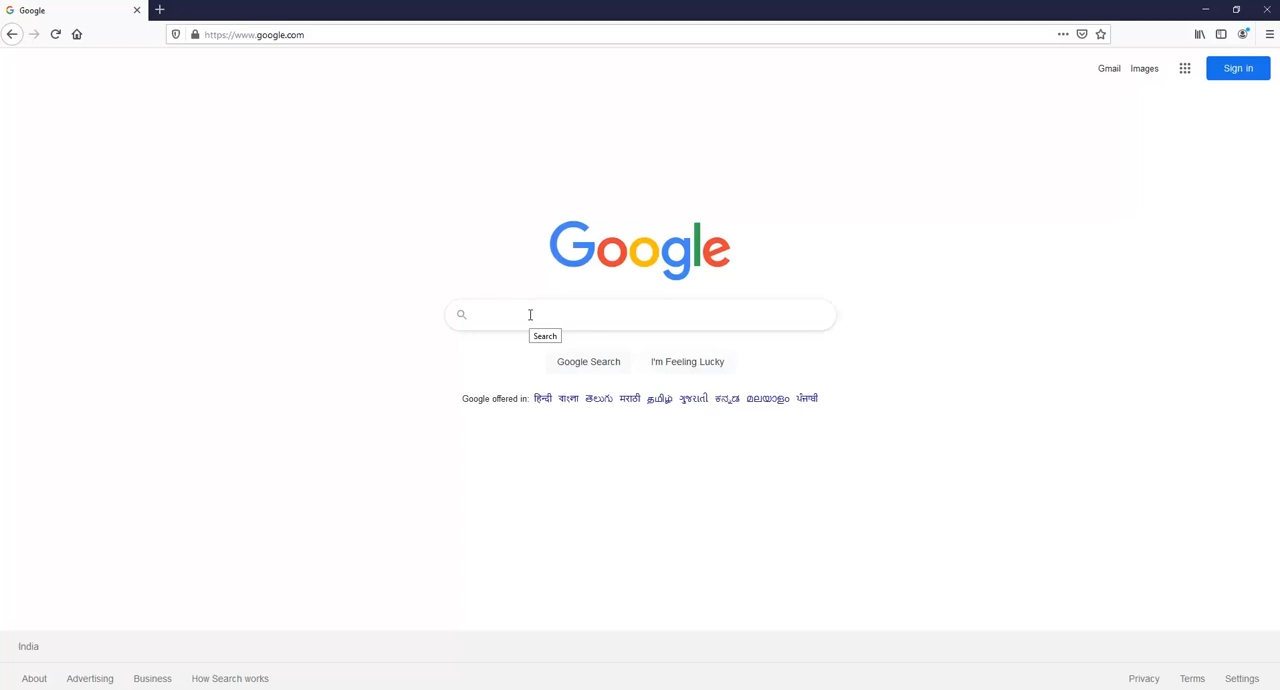 Google
https://www.google.com
Gmail Images Sign in
Google
Search
Google Search I'm Feeling Lucky
Google offered in: हिन्दी বাংলা తెలుగు मराठी தமிழ் ગુજરાતી ಕನ್ನಡ മലയാളം ਪੰਜਾਬੀ
India
About Advertising Business How Search works Privacy Terms Settings